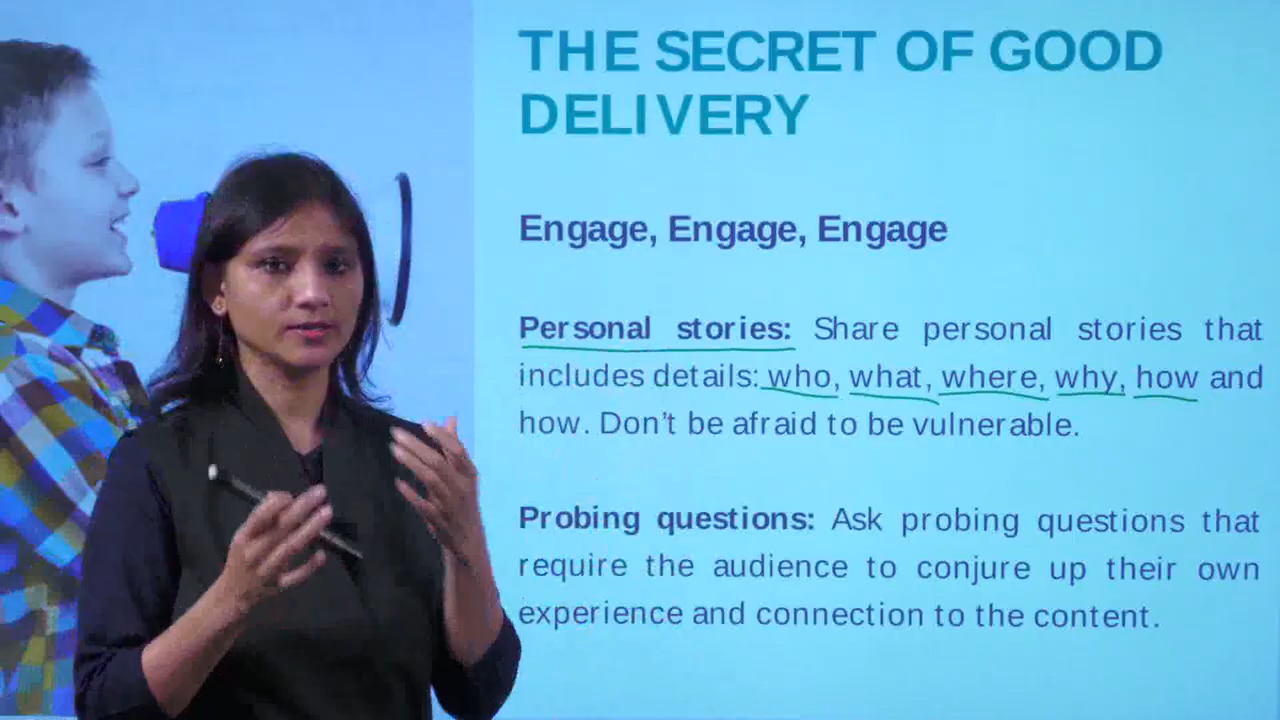 THE SECRET OF GOOD
DELIVERY
Engage, Engage, Engage
Personal stories: Share personal stories that
includes details: who, what, where, why, how and
how. Don't be afraid to be vulnerable.
Probing questions: Ask probing questions that
require the audience to conjure up their own
experience and connection to the content.